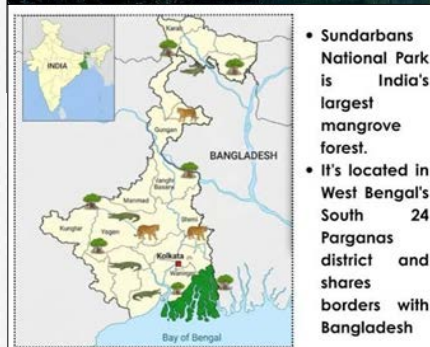 INDIA
BANGLADESH
Gungan
Kolkata
Bay of Bengal
• Sundarbans
National Park
is India's
largest
mangrove
forest.
• It's located in
West Bengal's
South 24
Parganas
district and
shares
borders with
Bangladesh